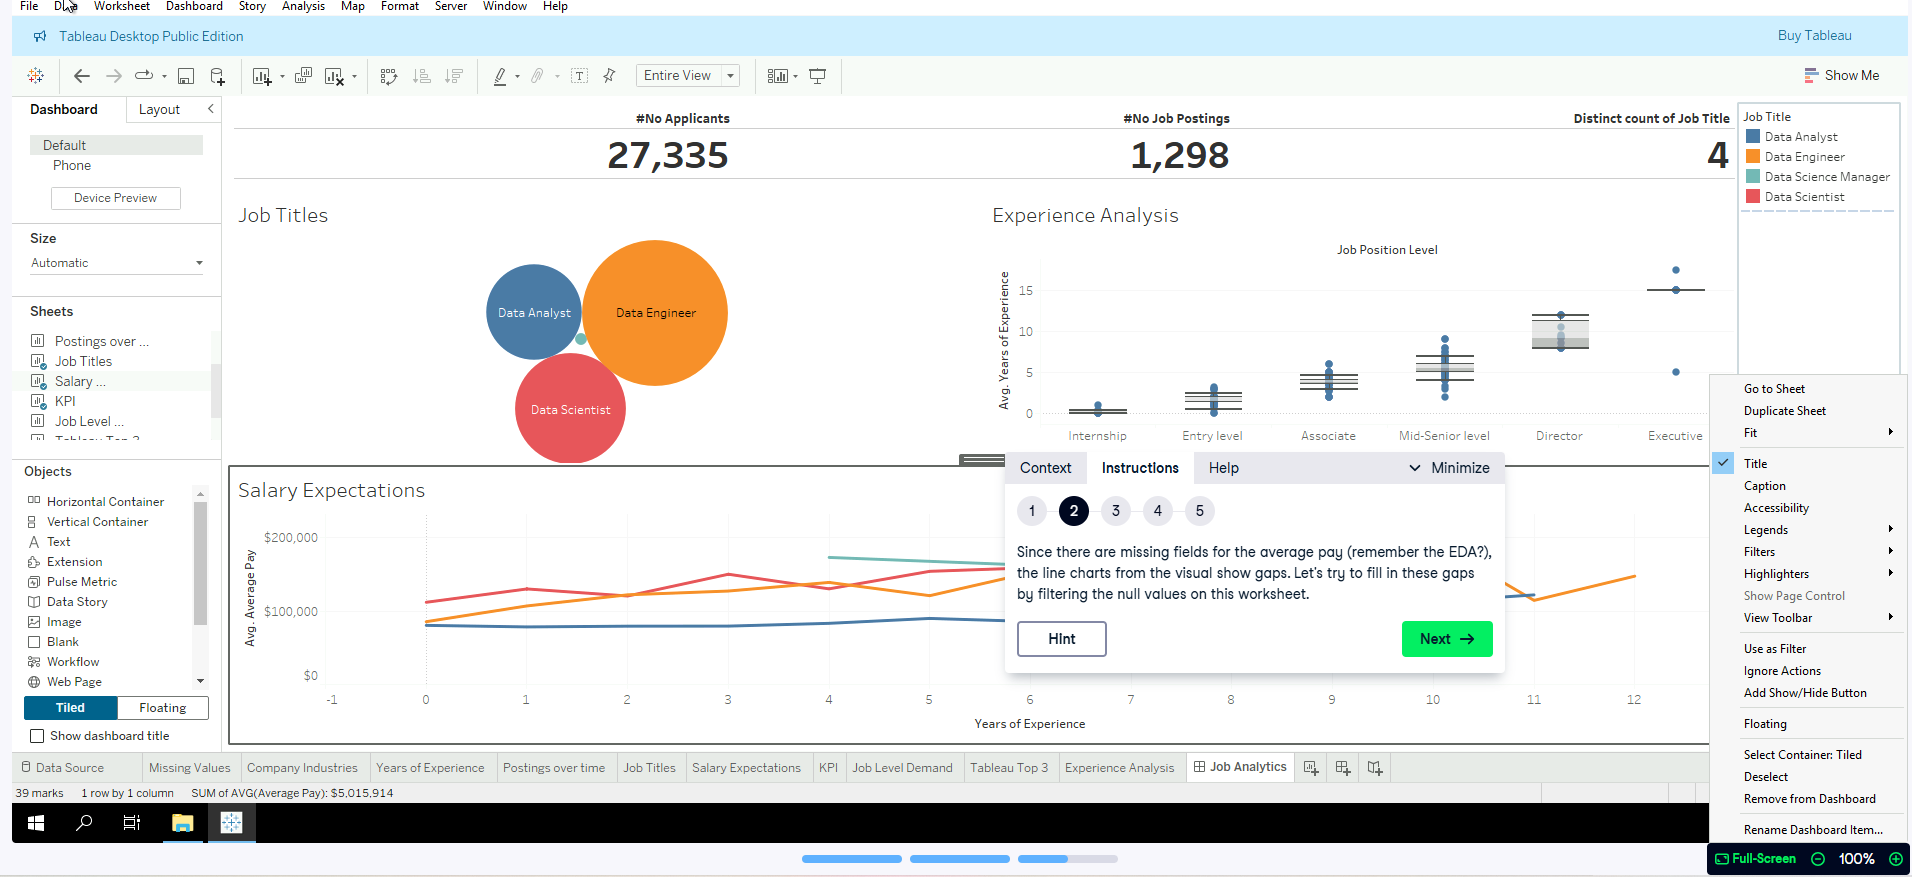 File Data Worksheet Dashboard Story Analysis Map Format Server Window Help
Tableau Desktop Public Edition
Buy Tableau
Entire View
Show Me
Dashboard
Layout
Default
Phone
Device Preview
Size
Automatic
Sheets
Postings over ...
Job Titles
Salary ...
KPI
Job Level ...
Tableau Top 3
Objects
Horizontal Container
Vertical Container
Text
Extension
Pulse Metric
Data Story
Image
Blank
Workflow
Web Page
Tiled
Floating
Show dashboard title
#No Applicants
27,335
#No Job Postings
1,298
Distinct count of Job Title
4
Job Title
Data Analyst
Data Engineer
Data Science Manager
Data Scientist
Job Titles
Data Analyst
Data Engineer
Data Scientist
Experience Analysis
Job Position Level
Avg. Years of Experience
15
10
5
0
Internship
Entry level
Associate
Mid-Senior level
Director
Executive
Salary Expectations
Avg. Average Pay
$200,000
$100,000
$0
-1 0 1 2 3 4 5 6 7 8 9 10 11 12
Years of Experience
Context
Instructions
Help
Minimize
1 2 3 4 5
Since there are missing fields for the average pay (remember the EDA?),
the line charts from the visual show gaps. Let's try to fill in these gaps
by filtering the null values on this worksheet.
Hint
Next
Go to Sheet
Duplicate Sheet
Fit
Title
Caption
Accessibility
Legends
Filters
Highlighters
Show Page Control
View Toolbar
Use as Filter
Ignore Actions
Add Show/Hide Button
Floating
Select Container: Tiled
Deselect
Remove from Dashboard
Rename Dashboard Item...
Data Source
Missing Values
Company Industries
Years of Experience
Postings over time
Job Titles
Salary Expectations
KPI
Job Level Demand
Tableau Top 3
Experience Analysis
Job Analytics
39 marks
1 row by 1 column
SUM of AVG(Average Pay): $5,015,914
Full-Screen
100%